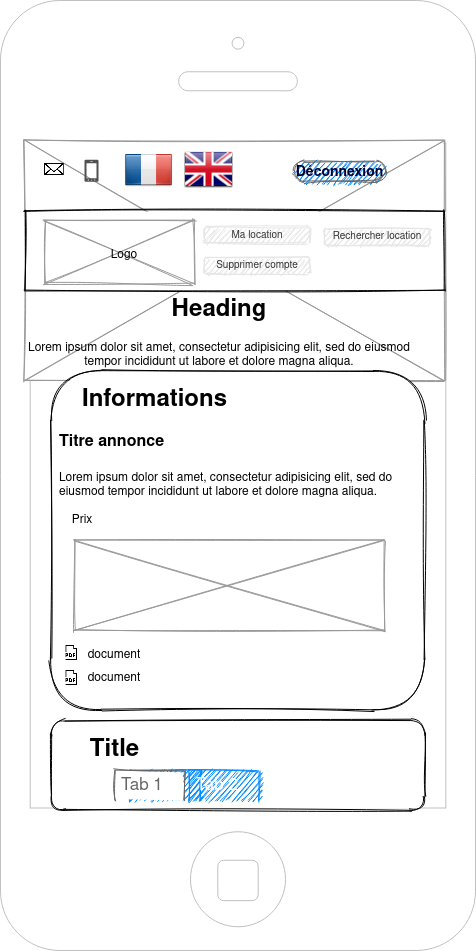 Déconnexion
Logo
Ma location
Rechercher location
Supprimer compte
Heading
Lorem ipsum dolor sit amet, consectetur adipisicing elit, sed do eiusmod
tempor incididunt ut labore et dolore magna aliqua.
Informations
Titre annonce
Lorem ipsum dolor sit amet, consectetur adipisicing elit, sed do
eiusmod tempor incididunt ut labore et dolore magna aliqua.
Prix
PDF document
PDF document
Title
Tab 1